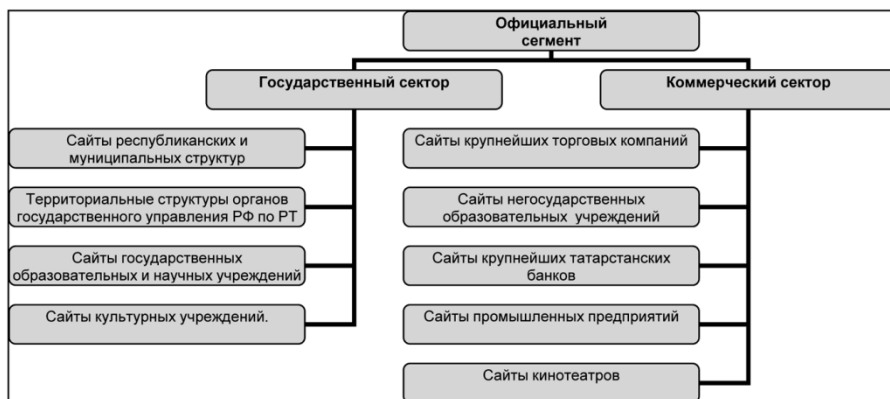 Официальный
сегмент
Государственный сектор
Коммерческий сектор
Сайты республиканских и
муниципальных структур
Территориальные структуры органов
государственного управления РФ по РТ
Сайты государственных
образовательных и научных учреждений
Сайты культурных учреждений.
Сайты крупнейших торговых компаний
Сайты негосударственных
образовательных учреждений
Сайты крупнейших татарстанских
банков
Сайты промышленных предприятий
Сайты кинотеатров